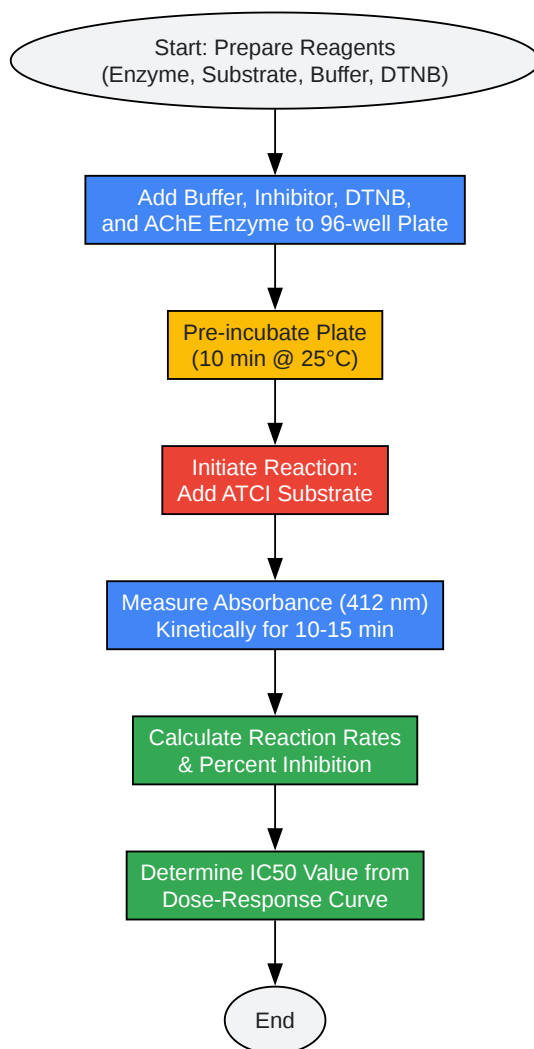 Start: Prepare Reagents
(Enzyme, Substrate, Buffer, DTNB)
Add Buffer, Inhibitor, DTNB,
and AChE Enzyme to 96-well Plate
Pre-incubate Plate
(10 min @ 25°C)
Initiate Reaction:
Add ATCI Substrate
Measure Absorbance (412 nm)
Kinetically for 10-15 min
Calculate Reaction Rates
& Percent Inhibition
Determine IC50 Value from
Dose-Response Curve
End